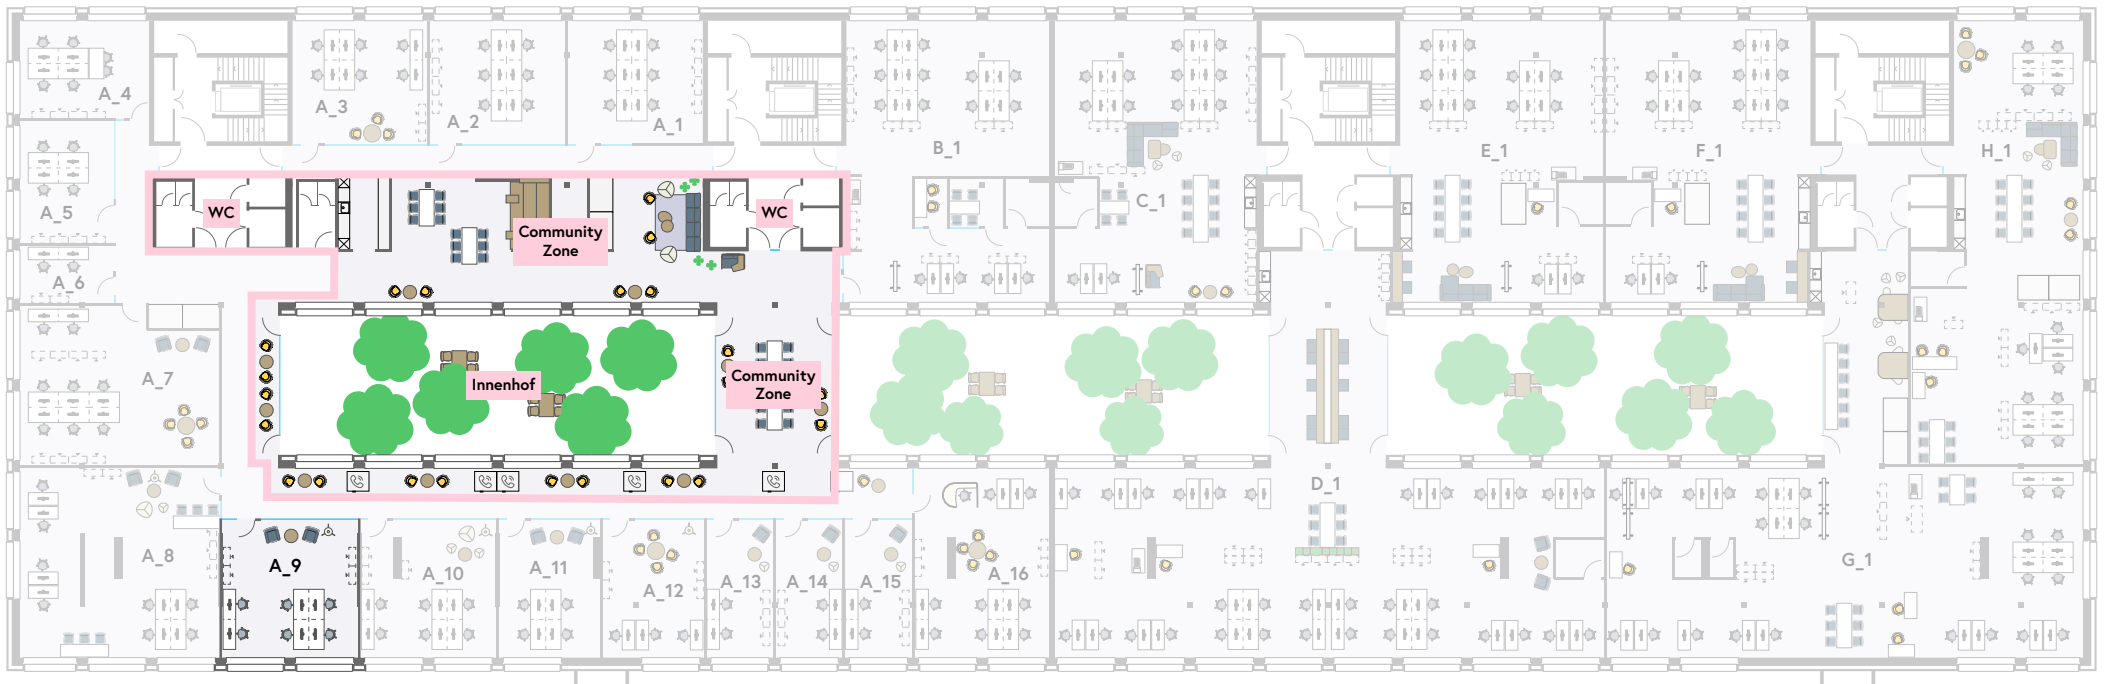 A_4
A_3
A_2
A_1
B_1
E_1
F_1
H_1
A_5
WC
WC
C_1
Community
Zone
A_6
A_7
Innenhof
Community
Zone
D_1
A_8
A_9
A_10
A_11
A_12
A_13
A_14
A_15
A_16
G_1